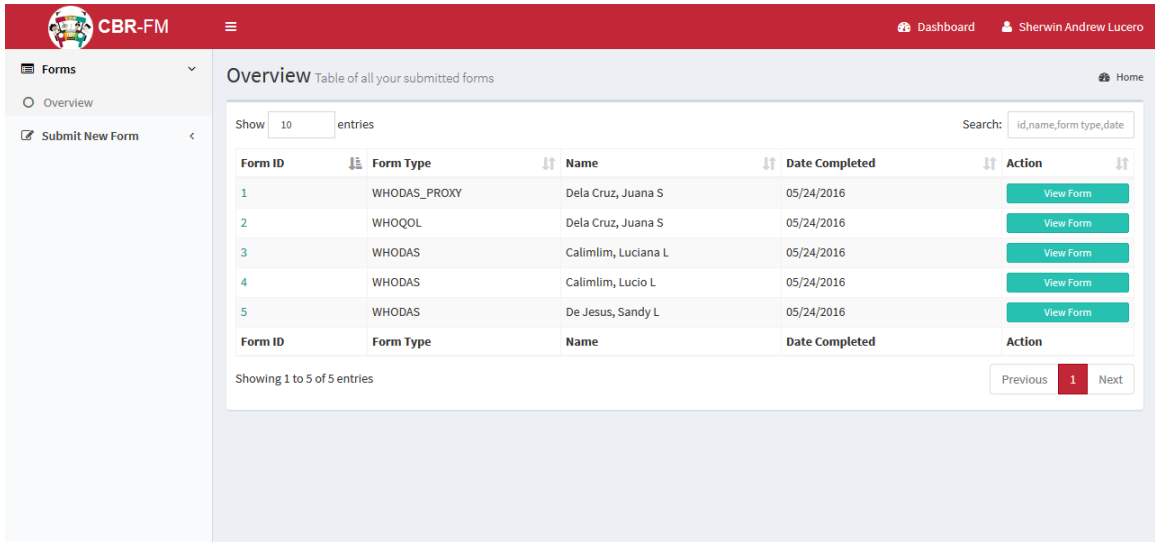 CBR-FM
Dashboard Sherwin Andrew Lucero
Forms
Overview
Submit New Form
Overview Table of all your submitted forms
Home
Show 10 entries Search: id,name,form type,date
Form ID Form Type Name Date Completed Action
1 WHODAS_PROXY Dela Cruz, Juana S 05/24/2016 View Form
2 WHOQOL Dela Cruz, Juana S 05/24/2016 View Form
3 WHODAS Calimlim, Luciana L 05/24/2016 View Form
4 WHODAS Calimlim, Lucio L 05/24/2016 View Form
5 WHODAS De Jesus, Sandy L 05/24/2016 View Form
Form ID Form Type Name Date Completed Action
Showing 1 to 5 of 5 entries Previous 1 Next